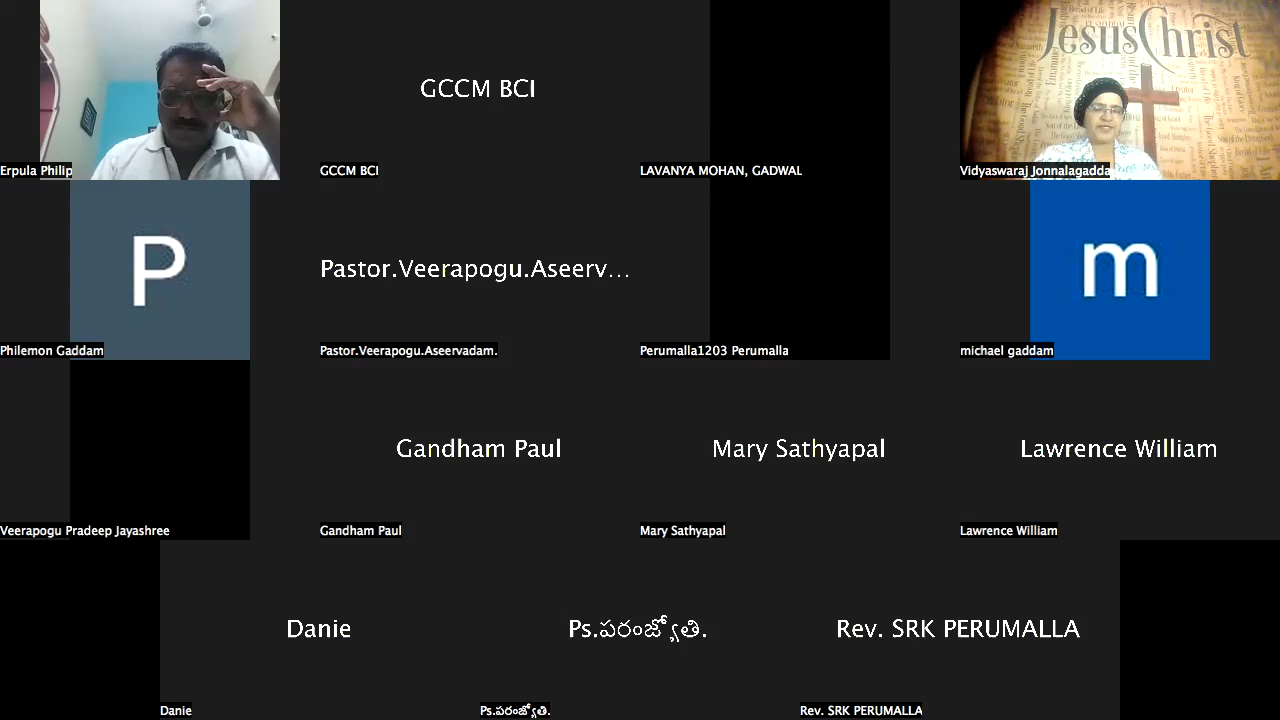 JesusChrist
GCCM BCI
Erpula Philip
GCCM BCI
LAVANYA MOHAN, GADWAL
Vidyaswaraj Jonnalagadda
P
Pastor.Veerapogu.Aseerv...
m
Philemon Gaddam
Pastor.Veerapogu.Aseervadam.
Perumalla1203 Perumalla
michael gaddam
Gandham Paul
Mary Sathyapal
Lawrence William
Veerapogu Pradeep Jayashree
Gandham Paul
Mary Sathyapal
Lawrence William
Danie
Ps.పరంజ్యోతి.
Rev. SRK PERUMALLA
Danie
Ps.పరంజ్యోతి.
Rev. SRK PERUMALLA